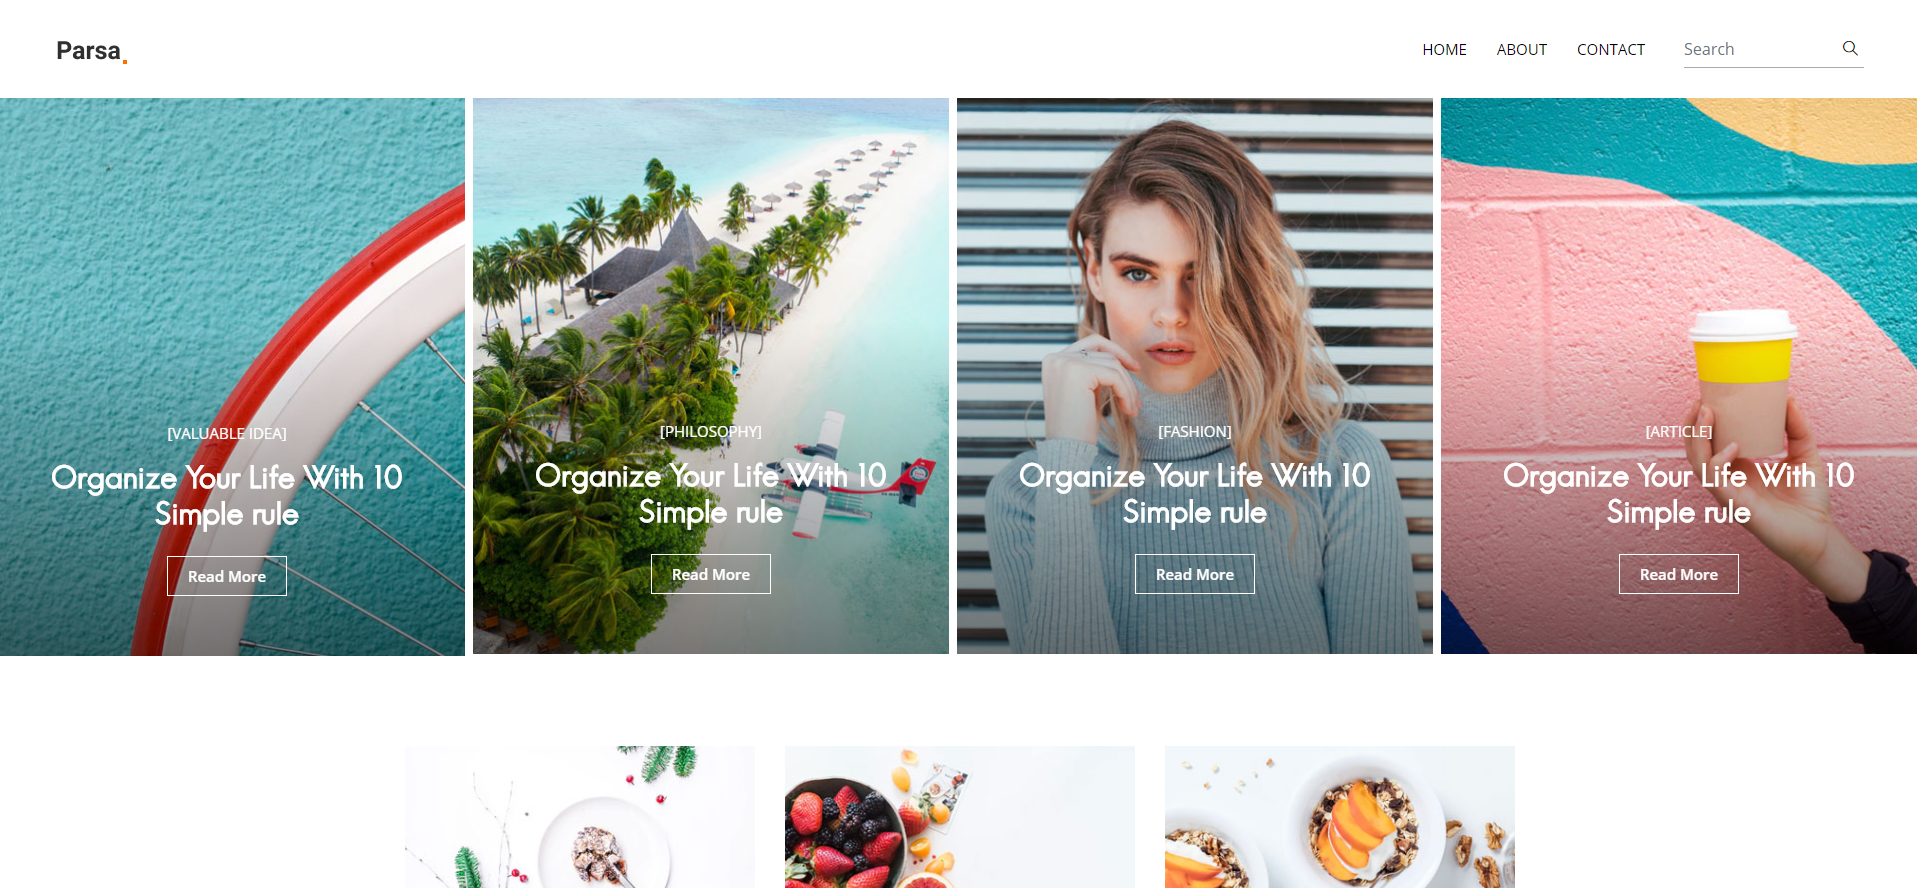 Parsa.
HOME ABOUT CONTACT Search
[VALUABLE IDEA]
Organize Your Life With 10
Simple rule
Read More
[PHILOSOPHY]
Organize Your Life With 10
Simple rule
Read More
[FASHION]
Organize Your Life With 10
Simple rule
Read More
[ARTICLE]
Organize Your Life With 10
Simple rule
Read More